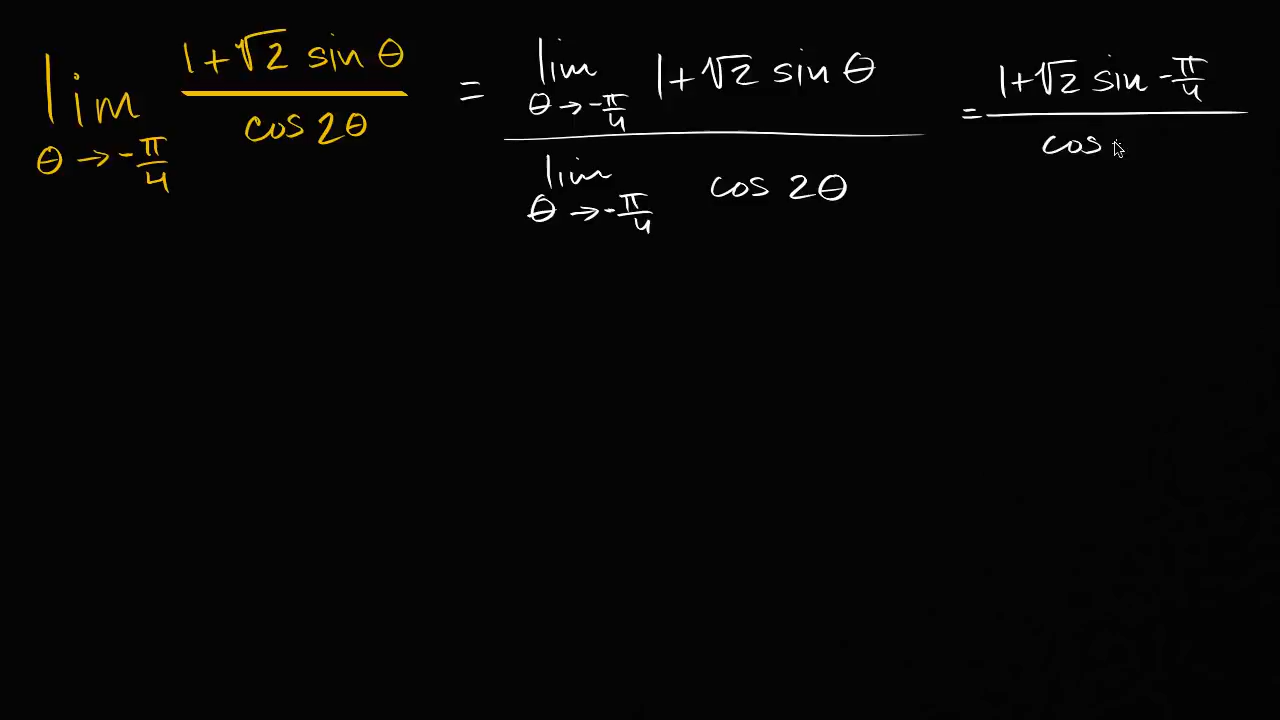 lim θ→-π/4 (1+√2 sin θ)/(cos 2θ) = (lim θ→-π/4 1+√2 sin θ)/(lim θ→-π/4 cos 2θ) = (1+√2 sin -π/4)/(cos